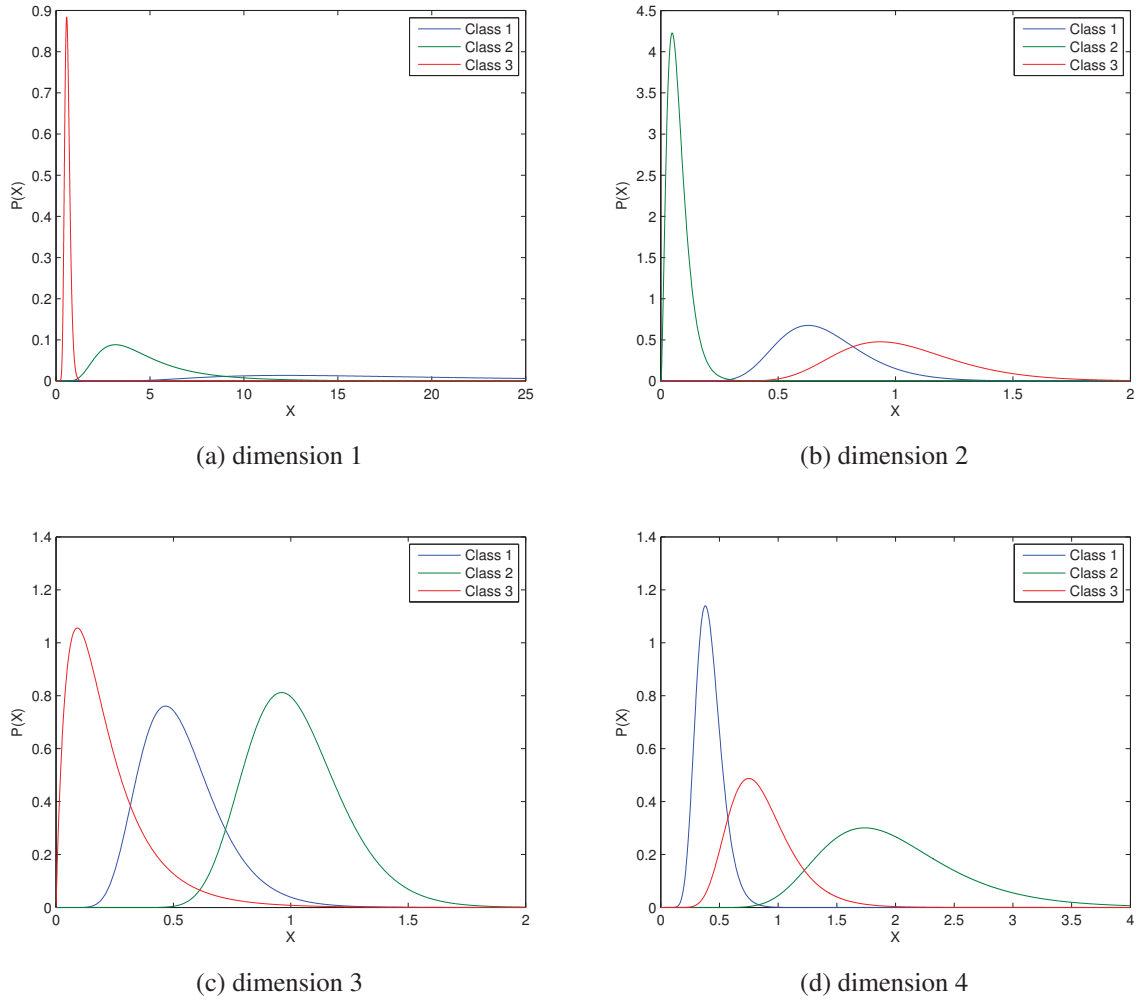 0.9
0.8
0.7
0.6
0.5
0.4
0.3
0.2
0.1
0
P(X)
Class 1
Class 2
Class 3
0 5 10 15 20 25
X
(a) dimension 1
4.5
4
3.5
3
2.5
2
1.5
1
0.5
0
P(X)
Class 1
Class 2
Class 3
0 0.5 1 1.5 2
X
(b) dimension 2
1.4
1.2
1
0.8
0.6
0.4
0.2
0
P(X)
Class 1
Class 2
Class 3
0 0.5 1 1.5 2
X
(c) dimension 3
1.4
1.2
1
0.8
0.6
0.4
0.2
0
P(X)
Class 1
Class 2
Class 3
0 0.5 1 1.5 2 2.5 3 3.5 4
X
(d) dimension 4